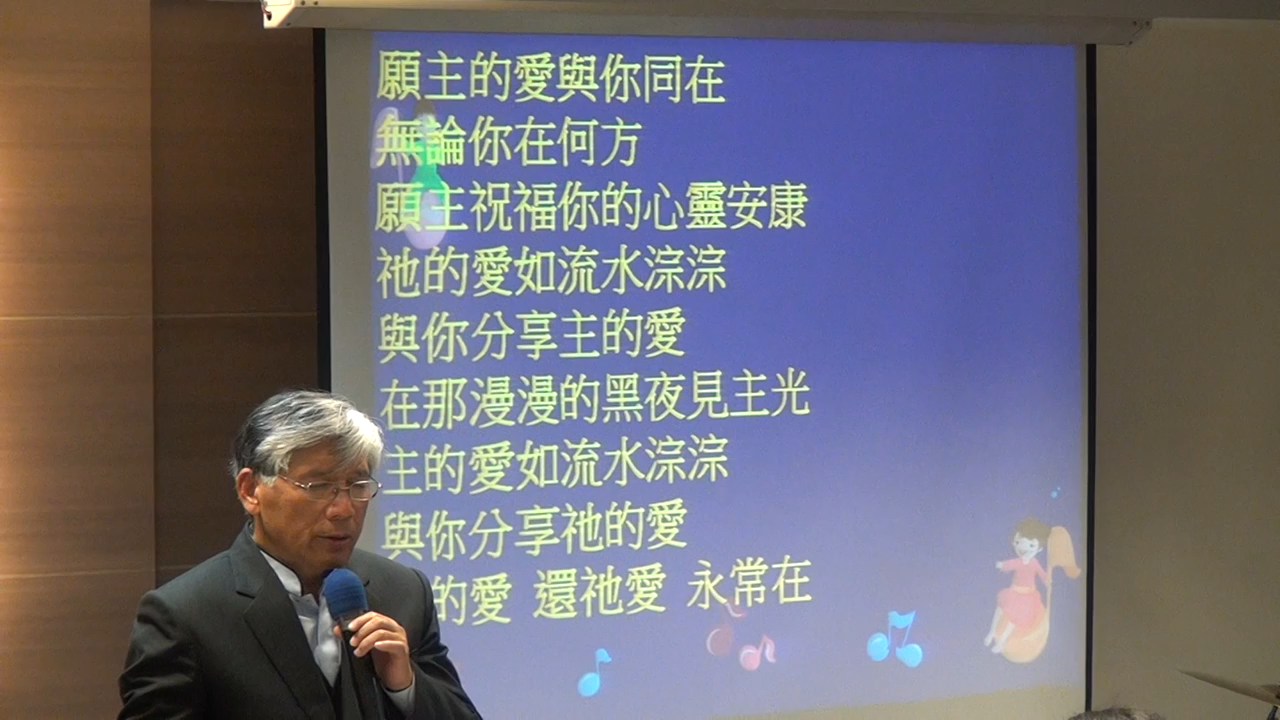 願主的愛與你同在
無論你在何方
願主祝福你的心靈安康
祂的愛如流水淙淙
與你分享主的愛
在那漫漫的黑夜見主光
主的愛如流水淙淙
與你分享祂的愛
的愛 還祂愛 永常在